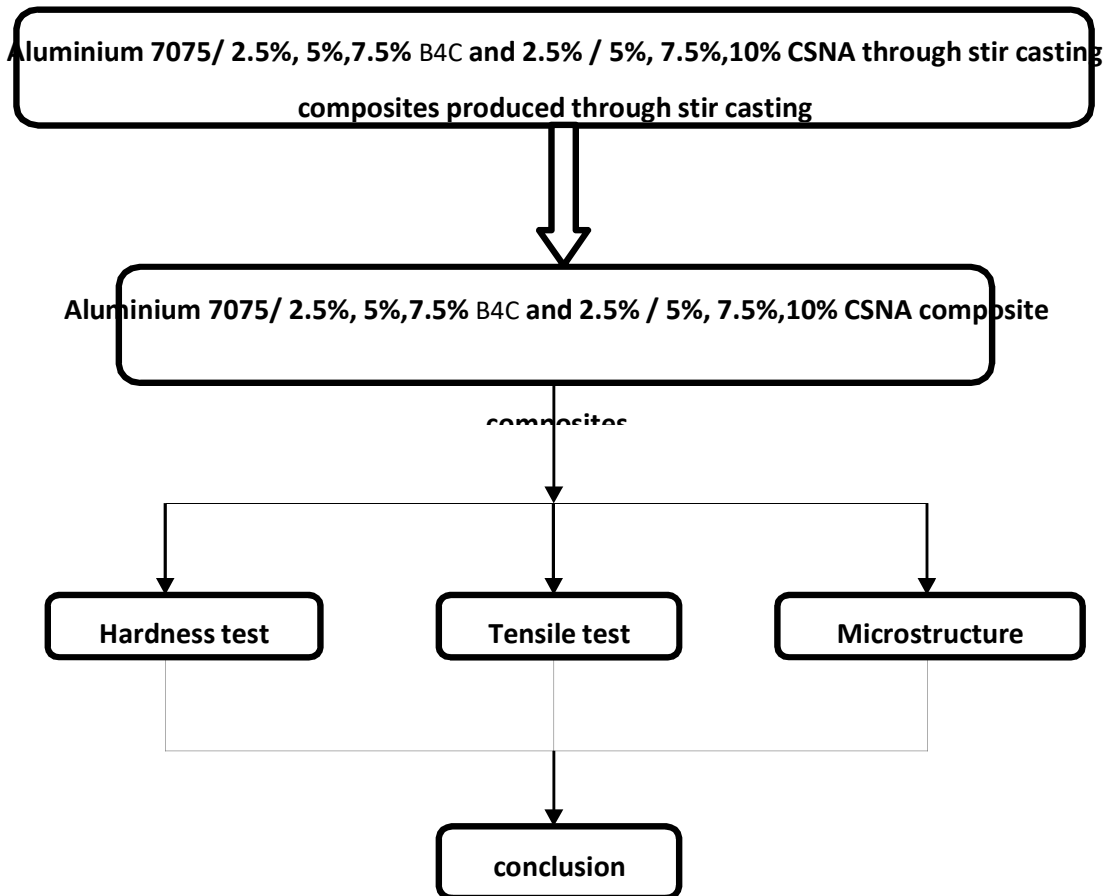 Aluminium 7075/ 2.5%, 5%,7.5% B4C and 2.5% / 5%, 7.5%,10% CSNA through stir casting
composites produced through stir casting
Aluminium 7075/ 2.5%, 5%,7.5% B4C and 2.5% / 5%, 7.5%,10% CSNA composite
composites
Hardness test
Tensile test
Microstructure
conclusion